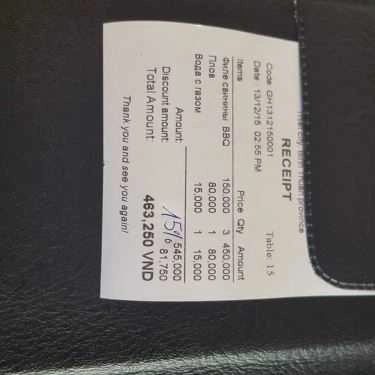 RECEIPT
Code: GH1312150001 Table: 15
Date: 13/12/15 02:55 PM
Items Price Qty Amount
Филе свинины BBQ 150,000 3 450,000
Плов 80,000 1 80,000
Вода с газом 15,000 1 15,000
Amount: 545,000
Discount amount: 15% 81,750
Total Amount: 463,250 VND
Thank you and see you again!